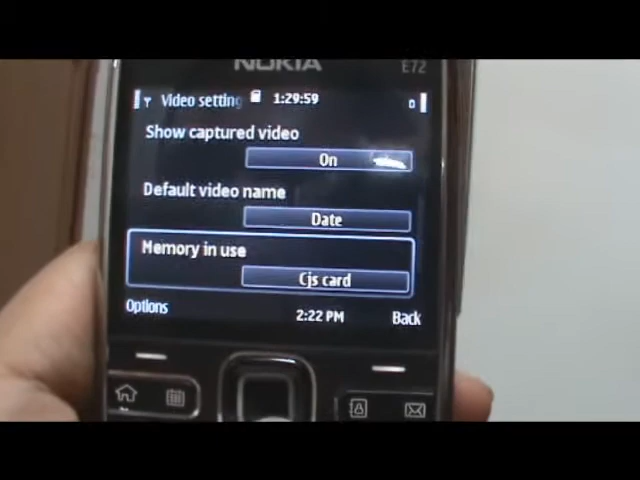 NOKIA E72
Video setting 1:29:59
Show captured video
On
Default video name
Date
Memory in use
Cjs card
Options 2:22 PM Back